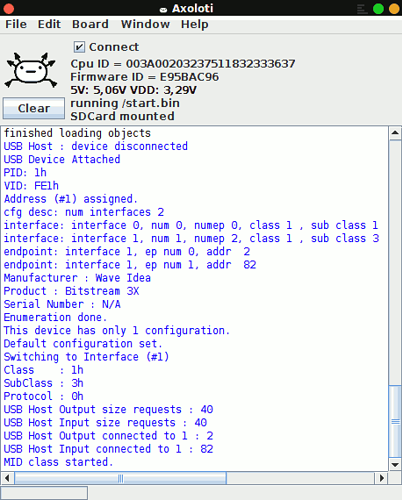 Axoloti
File Edit Board Window Help
Connect
Cpu ID = 003A00203237511832333637
Firmware ID = E95BAC96
5V: 5,06V VDD: 3,29V
running /start.bin
SDCard mounted
Clear
finished loading objects
USB Host : device disconnected
USB Device Attached
PID: 1h
VID: FE1h
Address (#1) assigned.
cfg desc: num interfaces 2
interface: interface 0, num 0, numep 0, class 1 , sub class 1
interface: interface 1, num 1, numep 2, class 1 , sub class 3
endpoint: interface 1, ep num 0, addr  2
endpoint: interface 1, ep num 1, addr  82
Manufacturer : Wave Idea
Product : Bitstream 3X
Serial Number : N/A
Enumeration done.
This device has only 1 configuration.
Default configuration set.
Switching to Interface (#1)
Class    : 1h
SubClass : 3h
Protocol : 0h
USB Host Output size requests : 40
USB Host Input size requests : 40
USB Host Output connected to 1 : 2
USB Host Input connected to 1 : 82
MID class started.